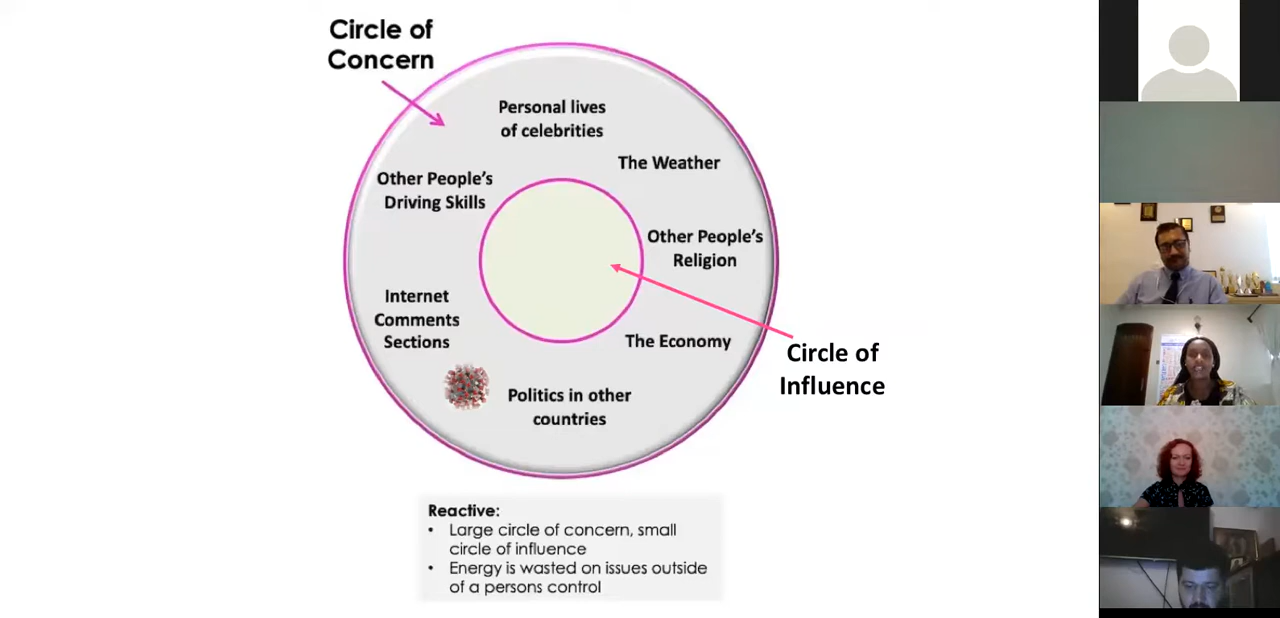 Circle of
Concern
Personal lives
of celebrities
The Weather
Other People's
Driving Skills
Other People's
Religion
Internet
Comments
Sections
The Economy
Circle of
Influence
Politics in other
countries
Reactive:
• Large circle of concern, small
circle of influence
• Energy is wasted on issues outside
of a persons control